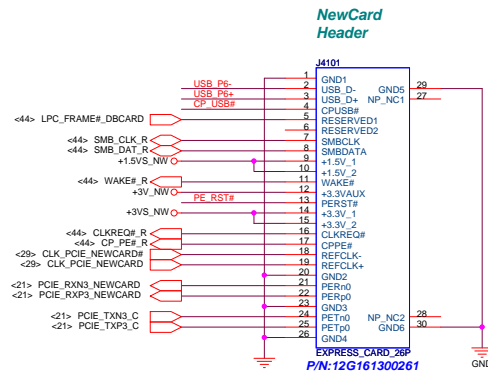 NewCard
Header
J4101
1 GND1
USB_P6- 2 USB_D- GND5 29
USB_P6+ 3 USB_D+ NP_NC1 27
CP_USB# 4 CPUSB#
<44> LPC_FRAME#_DBCARD 5 RESERVED1
6 RESERVED2
<44> SMB_CLK_R 7 SMBCLK
<44> SMB_DAT_R 8 SMBDATA
+1.5VS_NW 9 +1.5V_1
10 +1.5V_2
<44> WAKE#_R 11 WAKE#
+3V_NW 12 +3.3VAUX
PE_RST# 13 PERST#
+3VS_NW 14 +3.3V_1
15 +3.3V_2
<44> CLKREQ#_R 16 CLKREQ#
<44> CP_PE#_R 17 CPPE#
<29> CLK_PCIE_NEWCARD# 18 REFCLK-
<29> CLK_PCIE_NEWCARD 19 REFCLK+
20 GND2
<21> PCIE_RXN3_NEWCARD 21 PERn0
<21> PCIE_RXP3_NEWCARD 22 PERp0
23 GND3
<21> PCIE_TXN3_C 24 PETn0 NP_NC2 28
<21> PCIE_TXP3_C 25 PETp0 GND6 30
26 GND4
EXPRESS_CARD_26P
P/N:12G161300261
GND